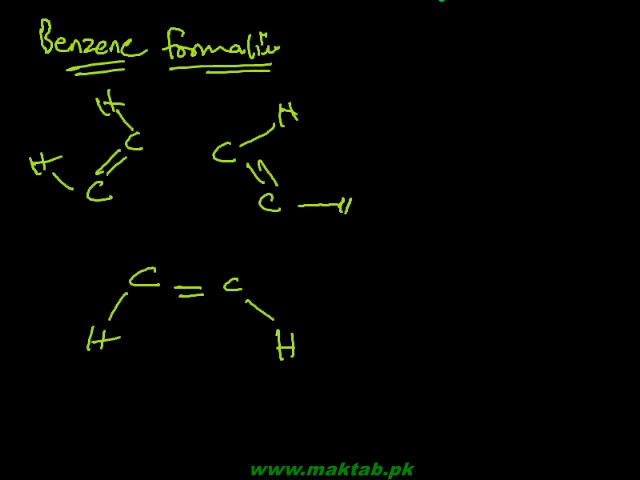 Benzene formation
H H
C C
H
C C H
C = c
H H
www.maktab.pk